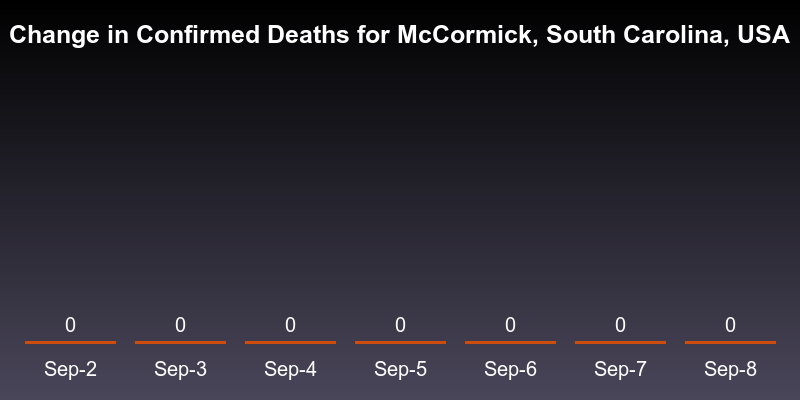 Change in Confirmed Deaths for McCormick, South Carolina, USA
0 0 0 0 0 0 0
Sep-2 Sep-3 Sep-4 Sep-5 Sep-6 Sep-7 Sep-8